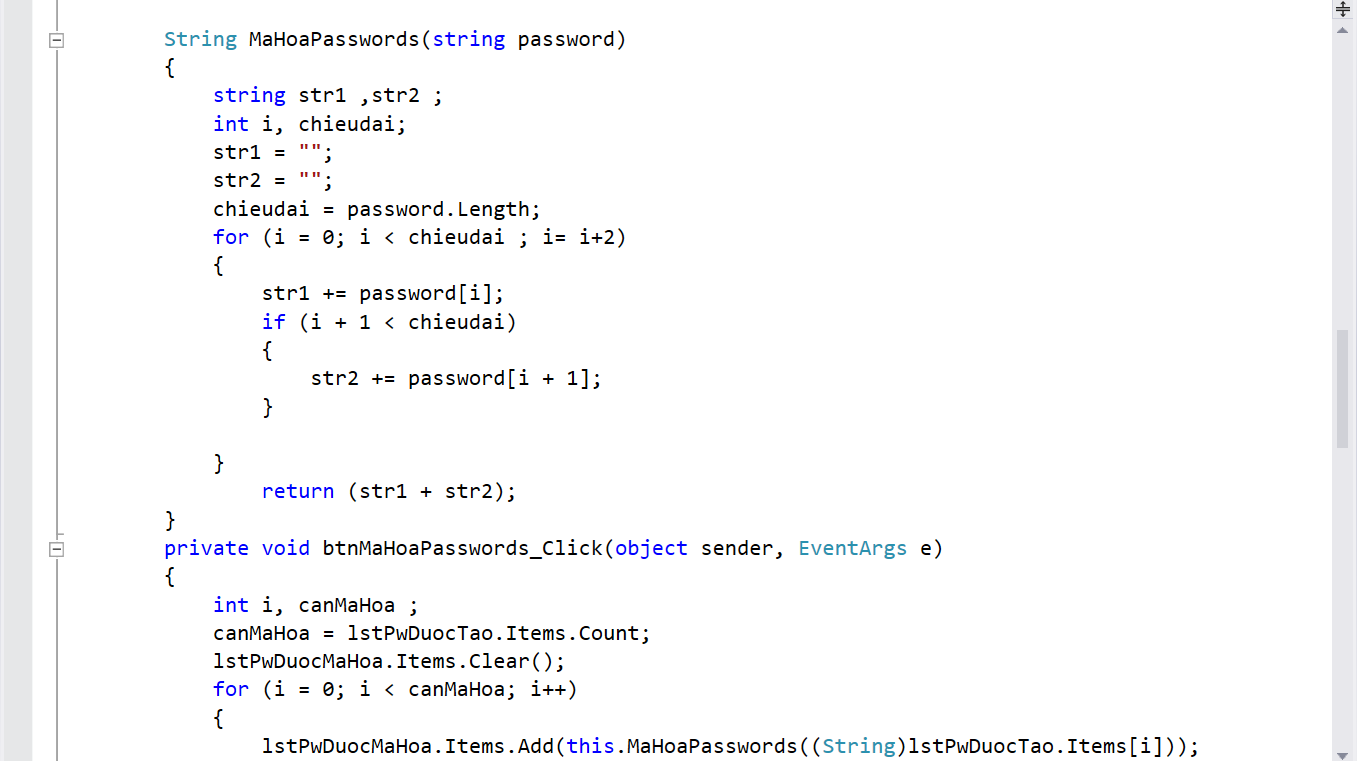 String MaHoaPasswords(string password)
{
string str1 ,str2 ;
int i, chieudai;
str1 = "";
str2 = "";
chieudai = password.Length;
for (i = 0; i < chieudai ; i= i+2)
{
str1 += password[i];
if (i + 1 < chieudai)
{
str2 += password[i + 1];
}
}
return (str1 + str2);
}
private void btnMaHoaPasswords_Click(object sender, EventArgs e)
{
int i, canMaHoa ;
canMaHoa = lstPwDuocTao.Items.Count;
lstPwDuocMaHoa.Items.Clear();
for (i = 0; i < canMaHoa; i++)
{
lstPwDuocMaHoa.Items.Add(this.MaHoaPasswords((String)lstPwDuocTao.Items[i]));